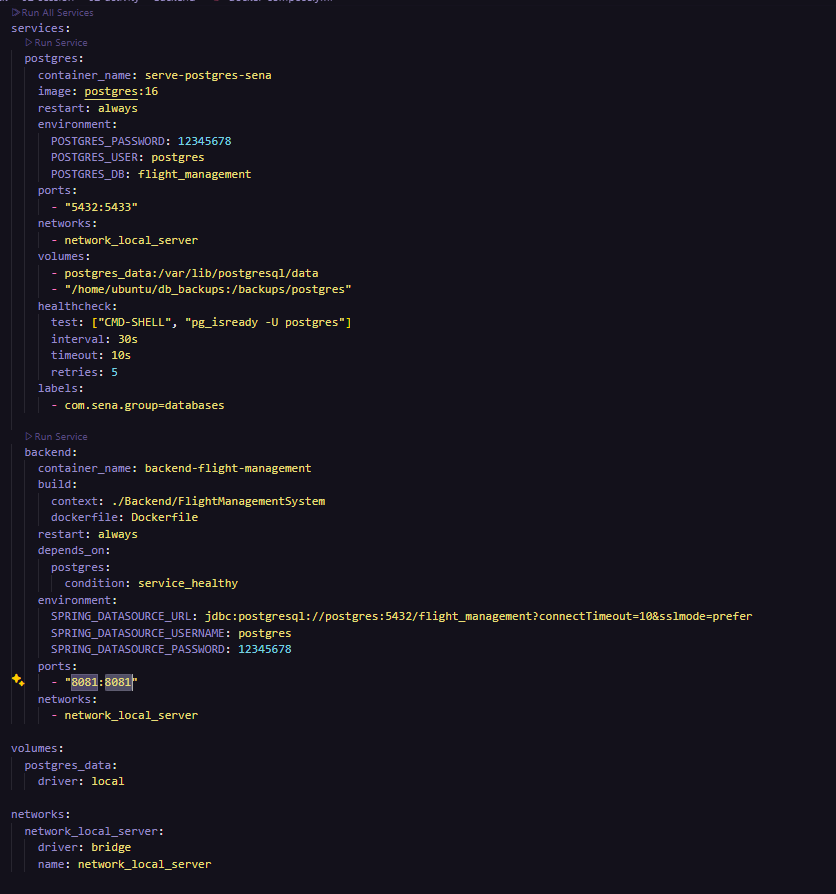 Run All Services
services:
Run Service
postgres:
container_name: serve-postgres-sena
image: postgres:16
restart: always
environment:
POSTGRES_PASSWORD: 12345678
POSTGRES_USER: postgres
POSTGRES_DB: flight_management
ports:
- "5432:5433"
networks:
- network_local_server
volumes:
- postgres_data:/var/lib/postgresql/data
- "/home/ubuntu/db_backups:/backups/postgres"
healthcheck:
test: ["CMD-SHELL", "pg_isready -U postgres"]
interval: 30s
timeout: 10s
retries: 5
labels:
- com.sena.group=databases
Run Service
backend:
container_name: backend-flight-management
build:
context: ./Backend/FlightManagementSystem
dockerfile: Dockerfile
restart: always
depends_on:
postgres:
condition: service_healthy
environment:
SPRING_DATASOURCE_URL: jdbc:postgresql://postgres:5432/flight_management?connectTimeout=10&sslmode=prefer
SPRING_DATASOURCE_USERNAME: postgres
SPRING_DATASOURCE_PASSWORD: 12345678
ports:
- "8081:8081"
networks:
- network_local_server
volumes:
postgres_data:
driver: local
networks:
network_local_server:
driver: bridge
name: network_local_server